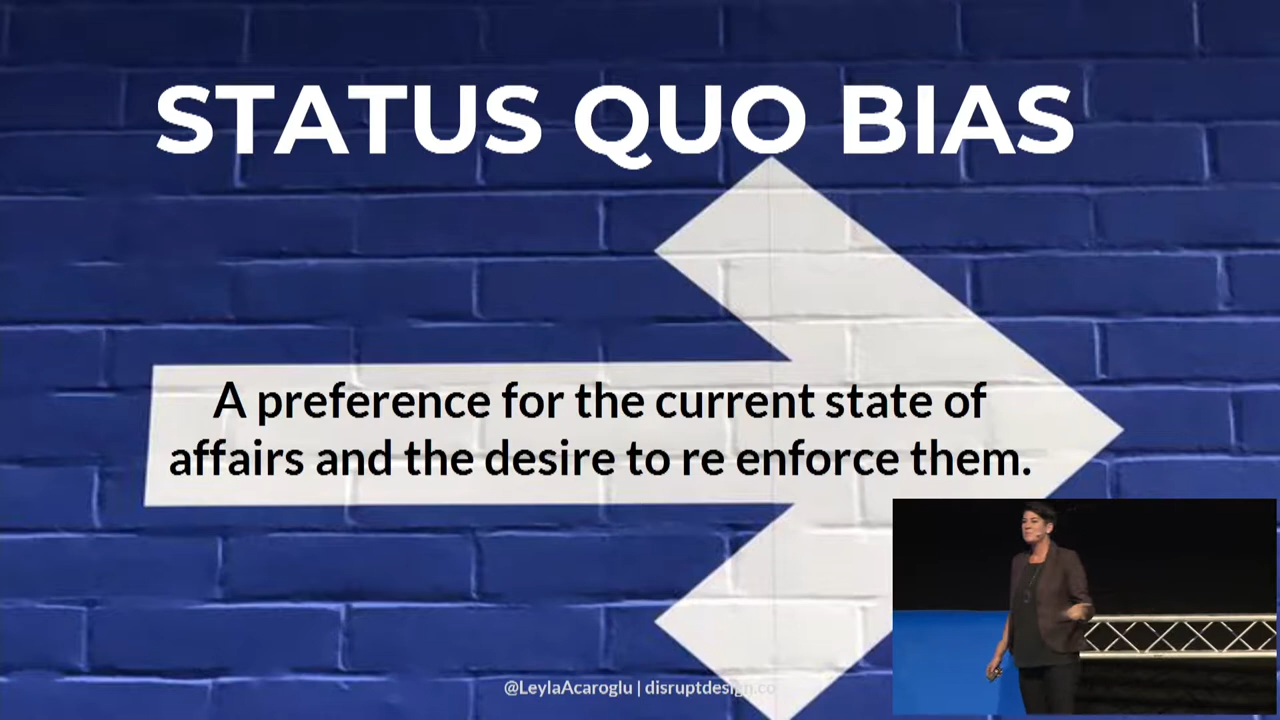 STATUS QUO BIAS
A preference for the current state of
affairs and the desire to re enforce them.
@LeylaAcaroglu | disruptdesign.co